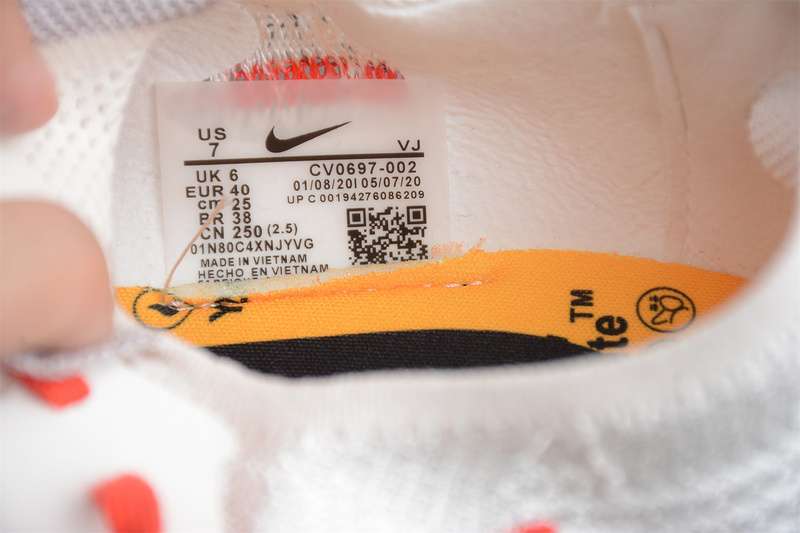 US
7
VJ
UK 6
EUR 40
CM 25
BR 38
CN 250 (2.5)
CV0697-002
01/08/20 05/07/20
UP C 00194276086209
01N80C4XNJYVG
MADE IN VIETNAM
HECHO EN VIETNAM
TM
te